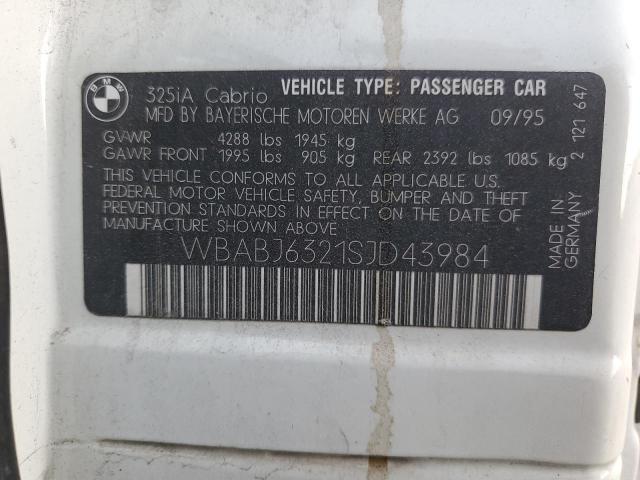 BMW
325iA Cabrio VEHICLE TYPE: PASSENGER CAR
MFD BY BAYERISCHE MOTOREN WERKE AG 09/95
GVWR 4288 lbs 1945 kg
GAWR FRONT 1995 lbs 905 kg REAR 2392 lbs 1085 kg
THIS VEHICLE CONFORMS TO ALL APPLICABLE U.S.
FEDERAL MOTOR VEHICLE SAFETY, BUMPER AND THEFT
PREVENTION STANDARDS IN EFFECT ON THE DATE OF
MANUFACTURE SHOWN ABOVE.
WBABJ6321SJD43984
MADE IN
GERMANY 2 121 647